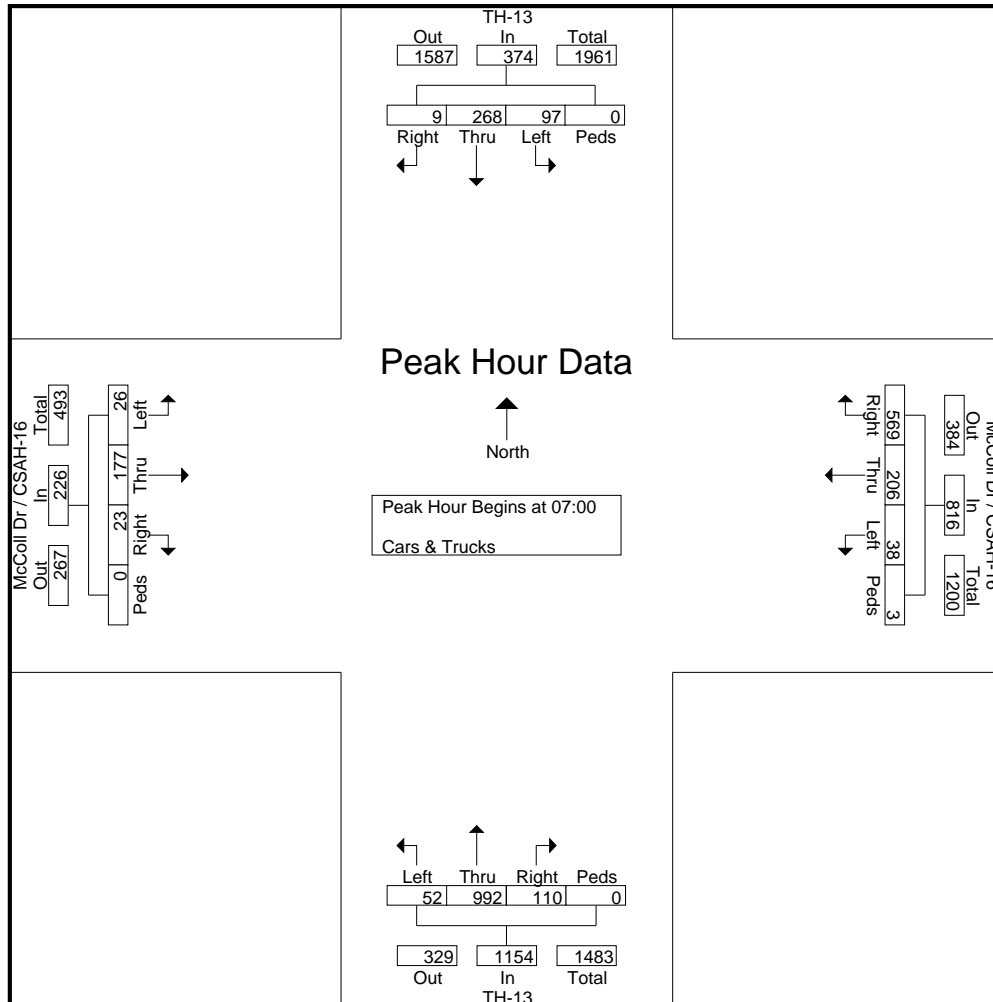 TH-13
Out In Total
1587 374 1961
9 268 97 0
Right Thru Left Peds
Peak Hour Data
North
Peak Hour Begins at 07:00
Cars & Trucks
McColl Dr / CSAH-16
Total In Out
493 226 267
26 177 23 0
Left Thru Right Peds
Right Thru Left Peds
569 206 38 3
Out In Total
384 816 1200
McColl Dr / CSAH-16
Left Thru Right Peds
52 992 110 0
329 1154 1483
Out In Total
TH-13